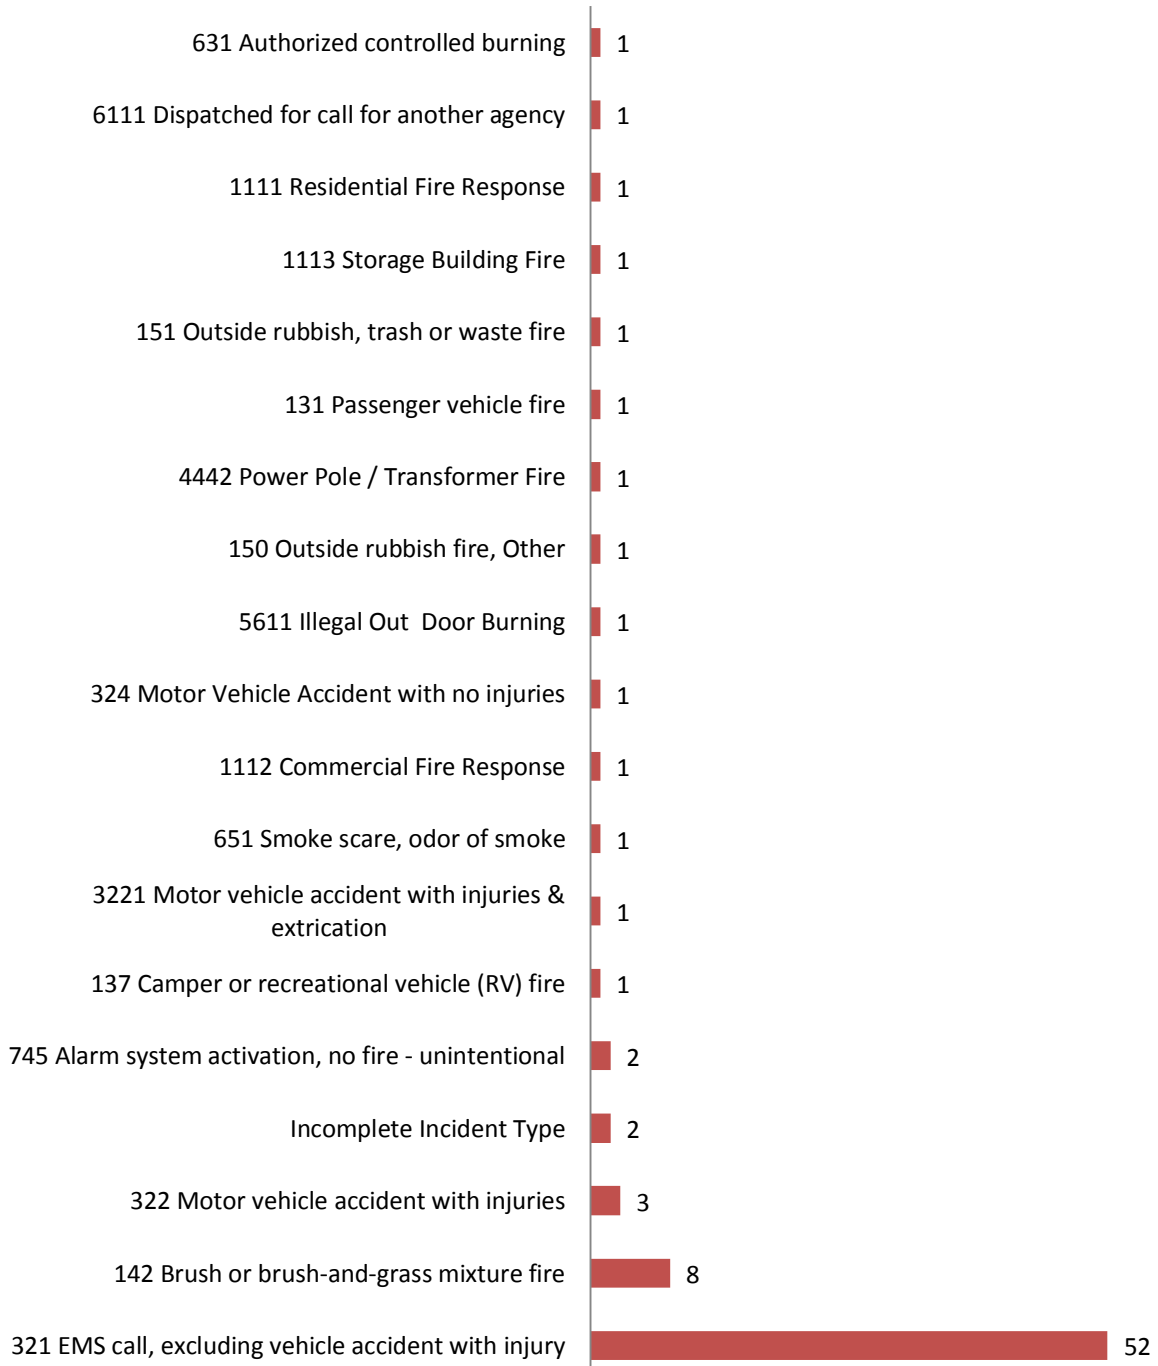 631 Authorized controlled burning 1
6111 Dispatched for call for another agency 1
1111 Residential Fire Response 1
1113 Storage Building Fire 1
151 Outside rubbish, trash or waste fire 1
131 Passenger vehicle fire 1
4442 Power Pole / Transformer Fire 1
150 Outside rubbish fire, Other 1
5611 Illegal Out  Door Burning 1
324 Motor Vehicle Accident with no injuries 1
1112 Commercial Fire Response 1
651 Smoke scare, odor of smoke 1
3221 Motor vehicle accident with injuries &
extrication 1
137 Camper or recreational vehicle (RV) fire 1
745 Alarm system activation, no fire - unintentional 2
Incomplete Incident Type 2
322 Motor vehicle accident with injuries 3
142 Brush or brush-and-grass mixture fire 8
321 EMS call, excluding vehicle accident with injury 52